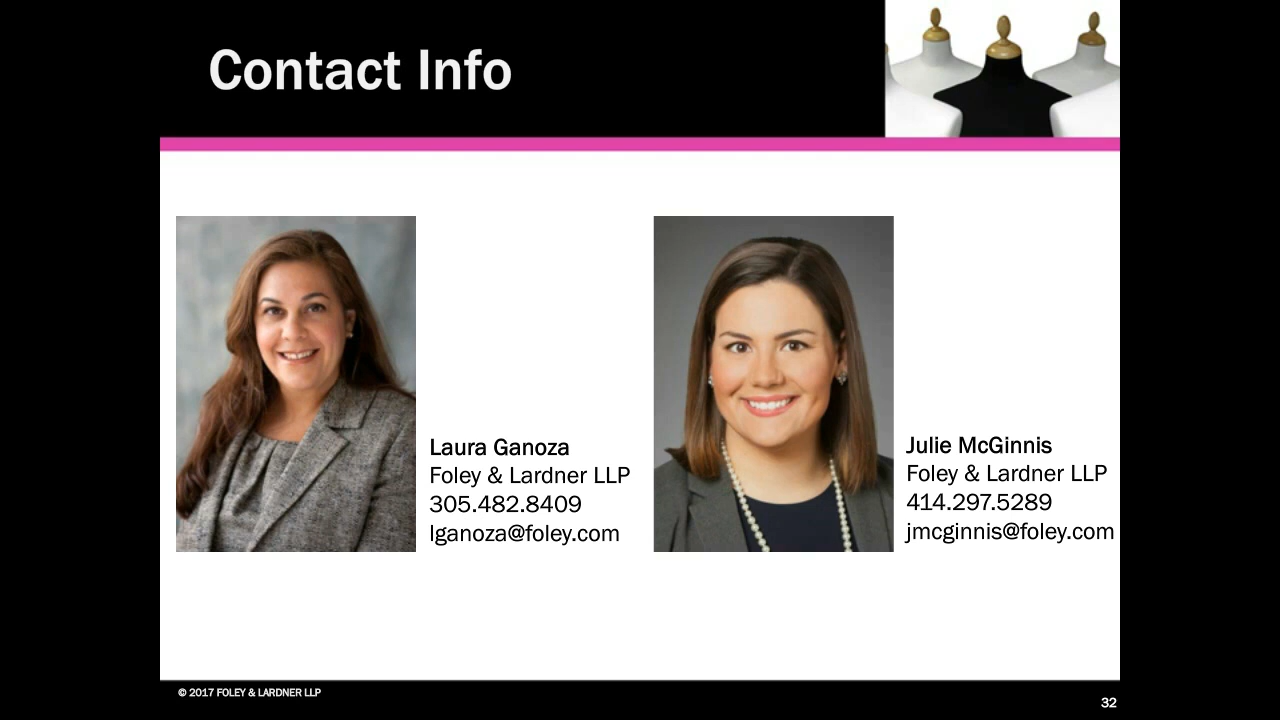 Contact Info
Laura Ganoza
Foley & Lardner LLP
305.482.8409
lganoza@foley.com
Julie McGinnis
Foley & Lardner LLP
414.297.5289
jmcginnis@foley.com
© 2017 FOLEY & LARDNER LLP
32